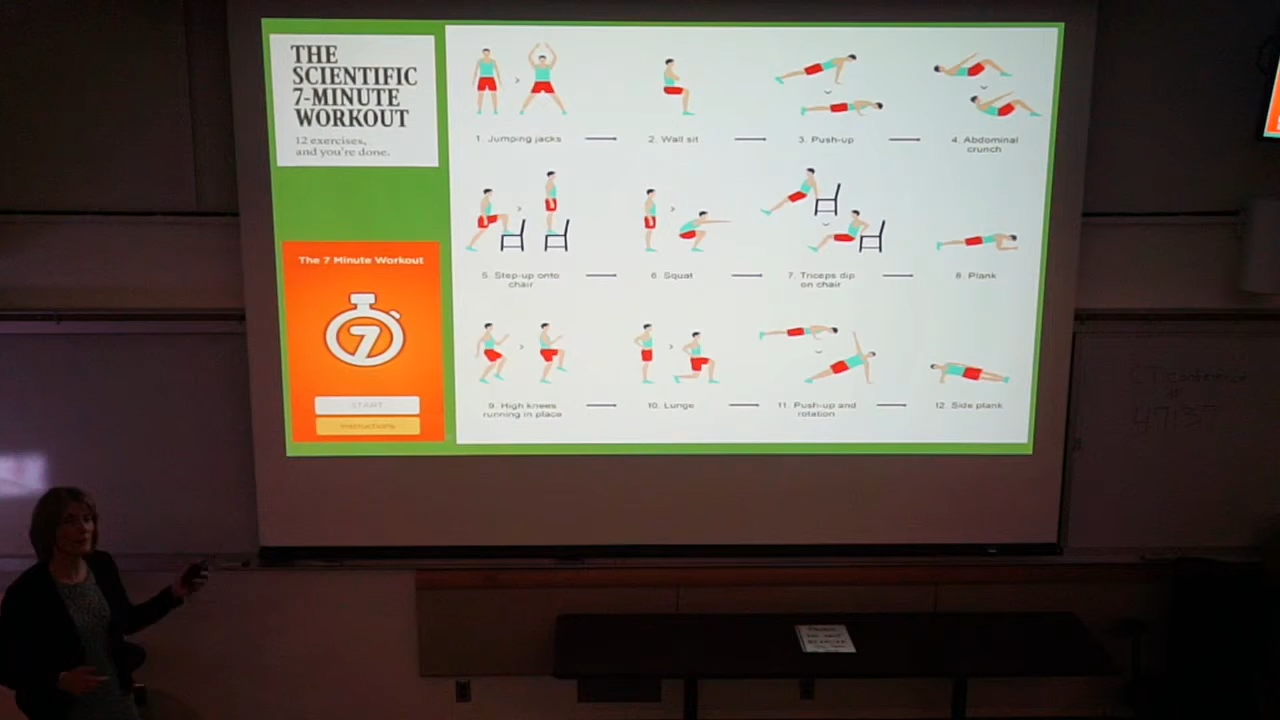 THE
SCIENTIFIC
7-MINUTE
WORKOUT
12 exercises,
and you're done.
1. Jumping jacks
2. Wall sit
3. Push-up
4. Abdominal
crunch
5. Step-up onto
chair
6. Squat
7. Triceps dip
on chair
8. Plank
9. High knees
running in place
10. Lunge
11. Push-up and
rotation
12. Side plank
The 7 Minute Workout
7
START
Instructions